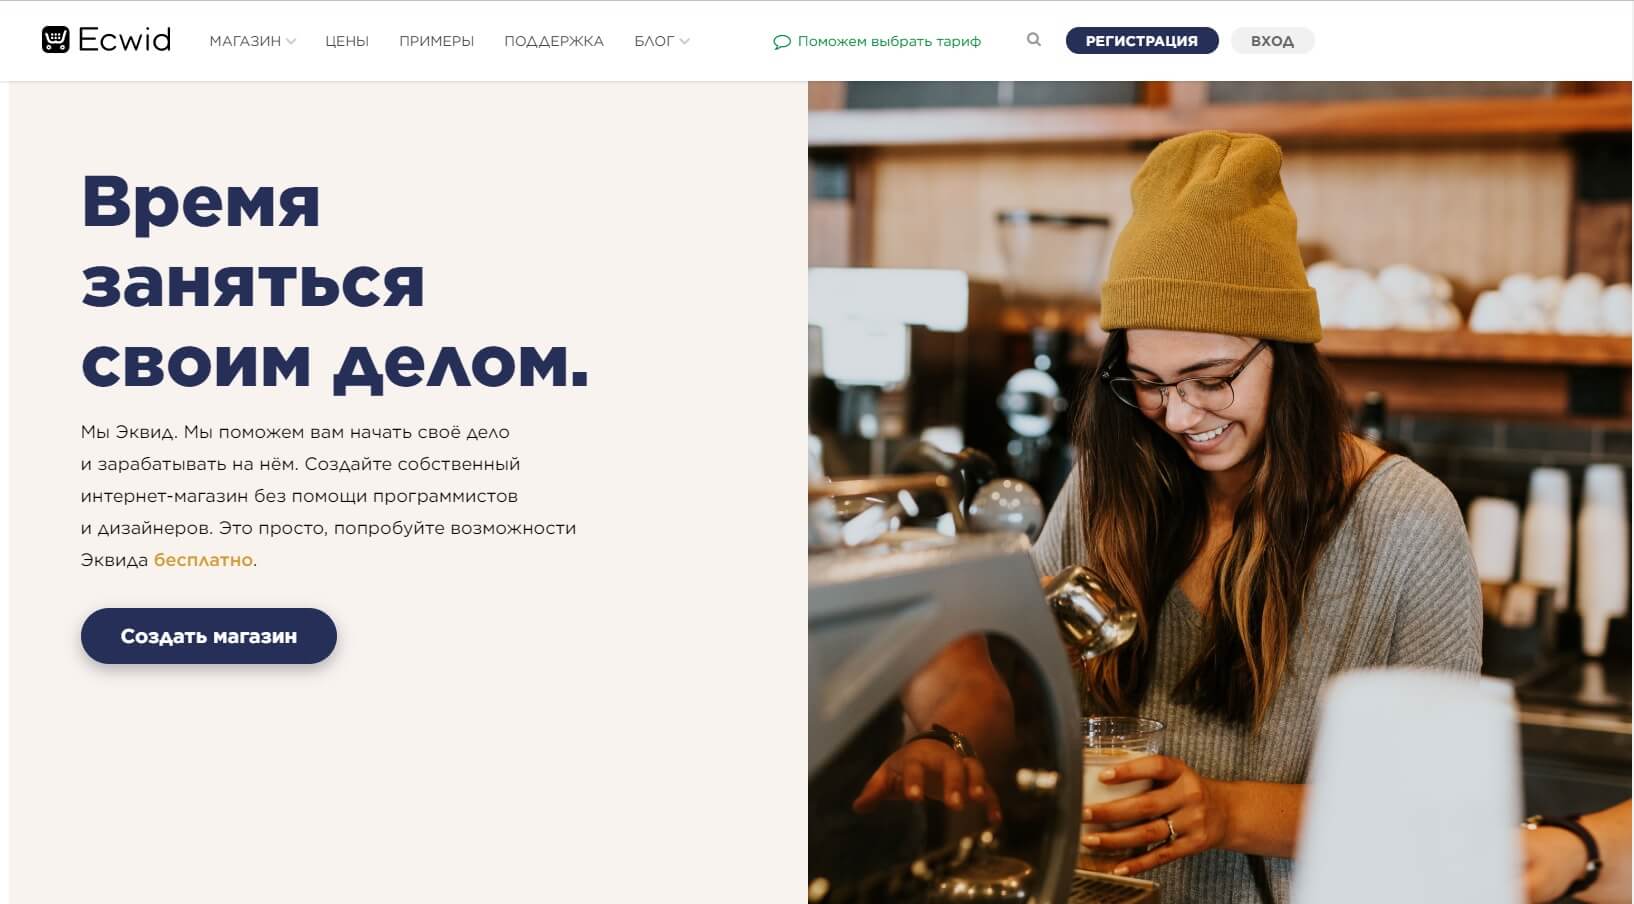 Ecwid
МАГАЗИН
ЦЕНЫ
ПРИМЕРЫ
ПОДДЕРЖКА
БЛОГ
Поможем выбрать тариф
РЕГИСТРАЦИЯ
ВХОД
Время
заняться
своим делом.
Мы Эквид. Мы поможем вам начать своё дело
и зарабатывать на нём. Создайте собственный
интернет-магазин без помощи программистов
и дизайнеров. Это просто, попробуйте возможности
Эквида бесплатно.
Создать магазин